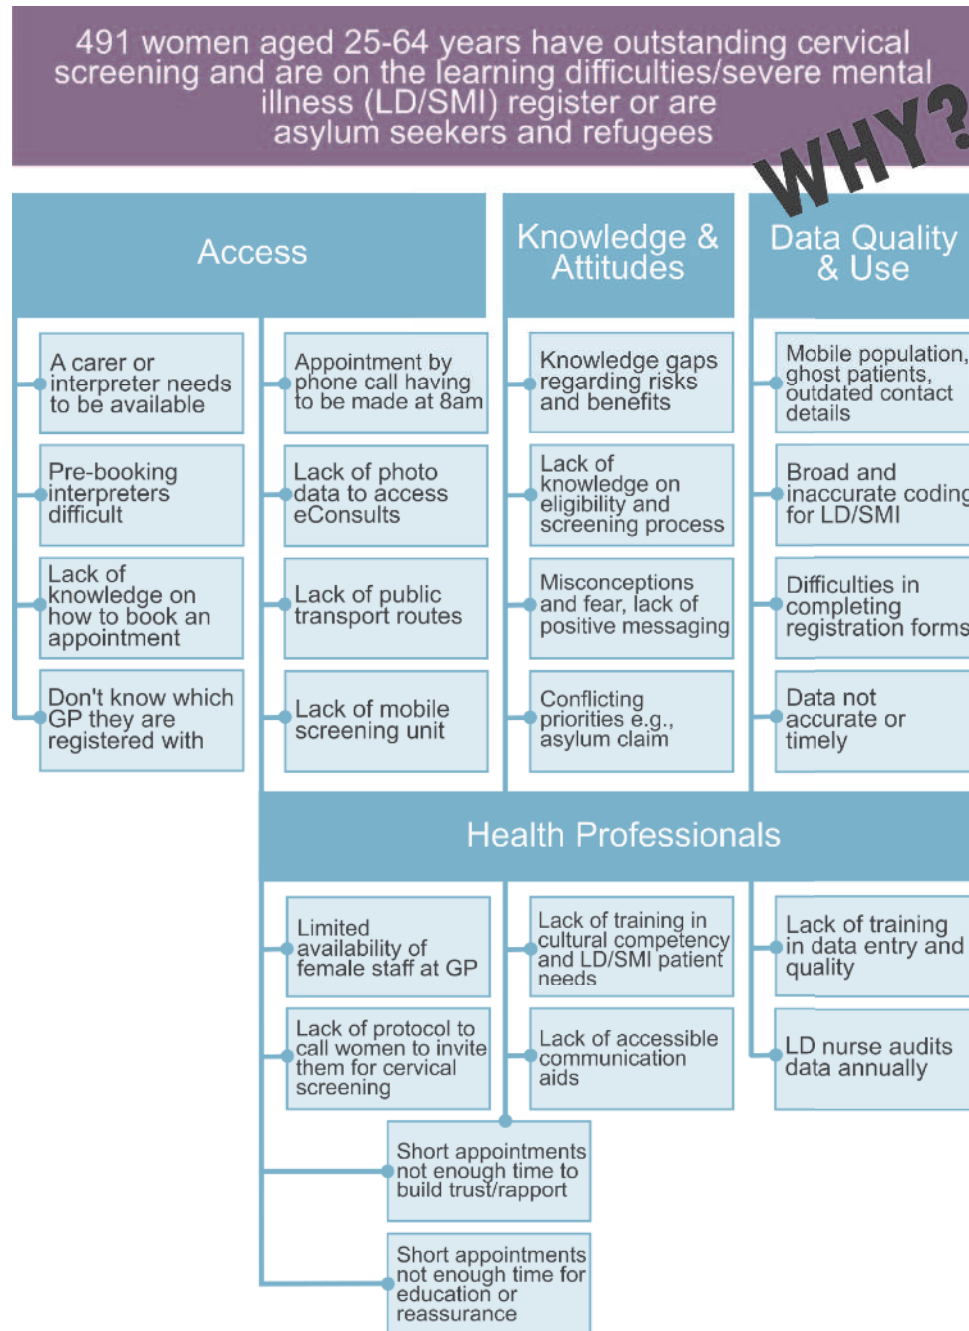 491 women aged 25-64 years have outstanding cervical
screening and are on the learning difficulties/severe mental
illness (LD/SMI) register or are
asylum seekers and refugees
WHY?
Access
A carer or
interpreter needs
to be available
Pre-booking
interpreters
difficult
Lack of
knowledge on
how to book an
appointment
Don't know which
GP they are
registered with
Appointment by
phone call having
to be made at 8am
Lack of photo
data to access
eConsults
Lack of public
transport routes
Lack of mobile
screening unit
Knowledge &
Attitudes
Knowledge gaps
regarding risks
and benefits
Lack of
knowledge on
eligibility and
screening process
Misconceptions
and fear, lack of
positive messaging
Conflicting
priorities e.g.,
asylum claim
Data Quality
& Use
Mobile population,
ghost patients,
outdated contact
details
Broad and
inaccurate coding
for LD/SMI
Difficulties in
completing
registration forms
Data not
accurate or
timely
Health Professionals
Limited
availability of
female staff at GP
Lack of protocol to
call women to invite
them for cervical
screening
Lack of training in
cultural competency
and LD/SMI patient
needs
Lack of accessible
communication
aids
Short appointments
not enough time to
build trust/rapport
Short appointments
not enough time for
education or
reassurance
Lack of training
in data entry and
quality
LD nurse audits
data annually